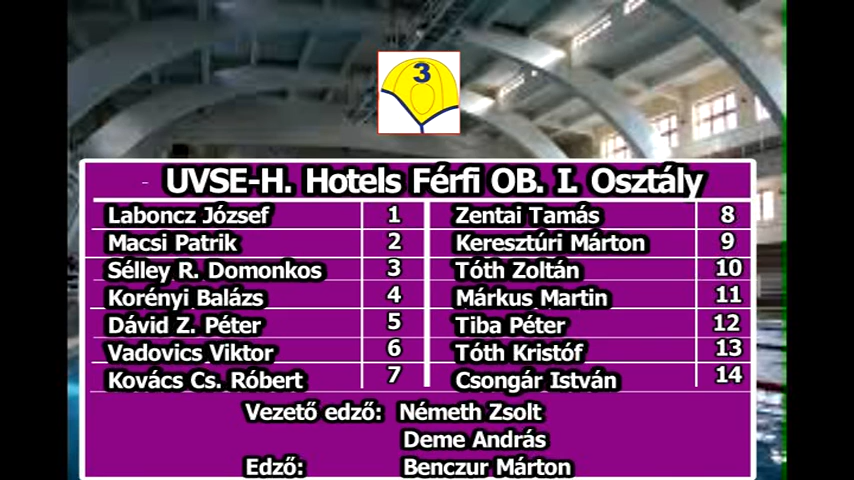 3
- UVSE-H. Hotels Férfi OB. I. Osztály
Laboncz József 1
Macsi Patrik 2
Sélley R. Domonkos 3
Korényi Balázs 4
Dávid Z. Péter 5
Vadovics Viktor 6
Kovács Cs. Róbert 7
Zentai Tamás 8
Keresztúri Márton 9
Tóth Zoltán 10
Márkus Martin 11
Tiba Péter 12
Tóth Kristóf 13
Csongár István 14
Vezető edző: Németh Zsolt
Deme András
Edző: Benczur Márton